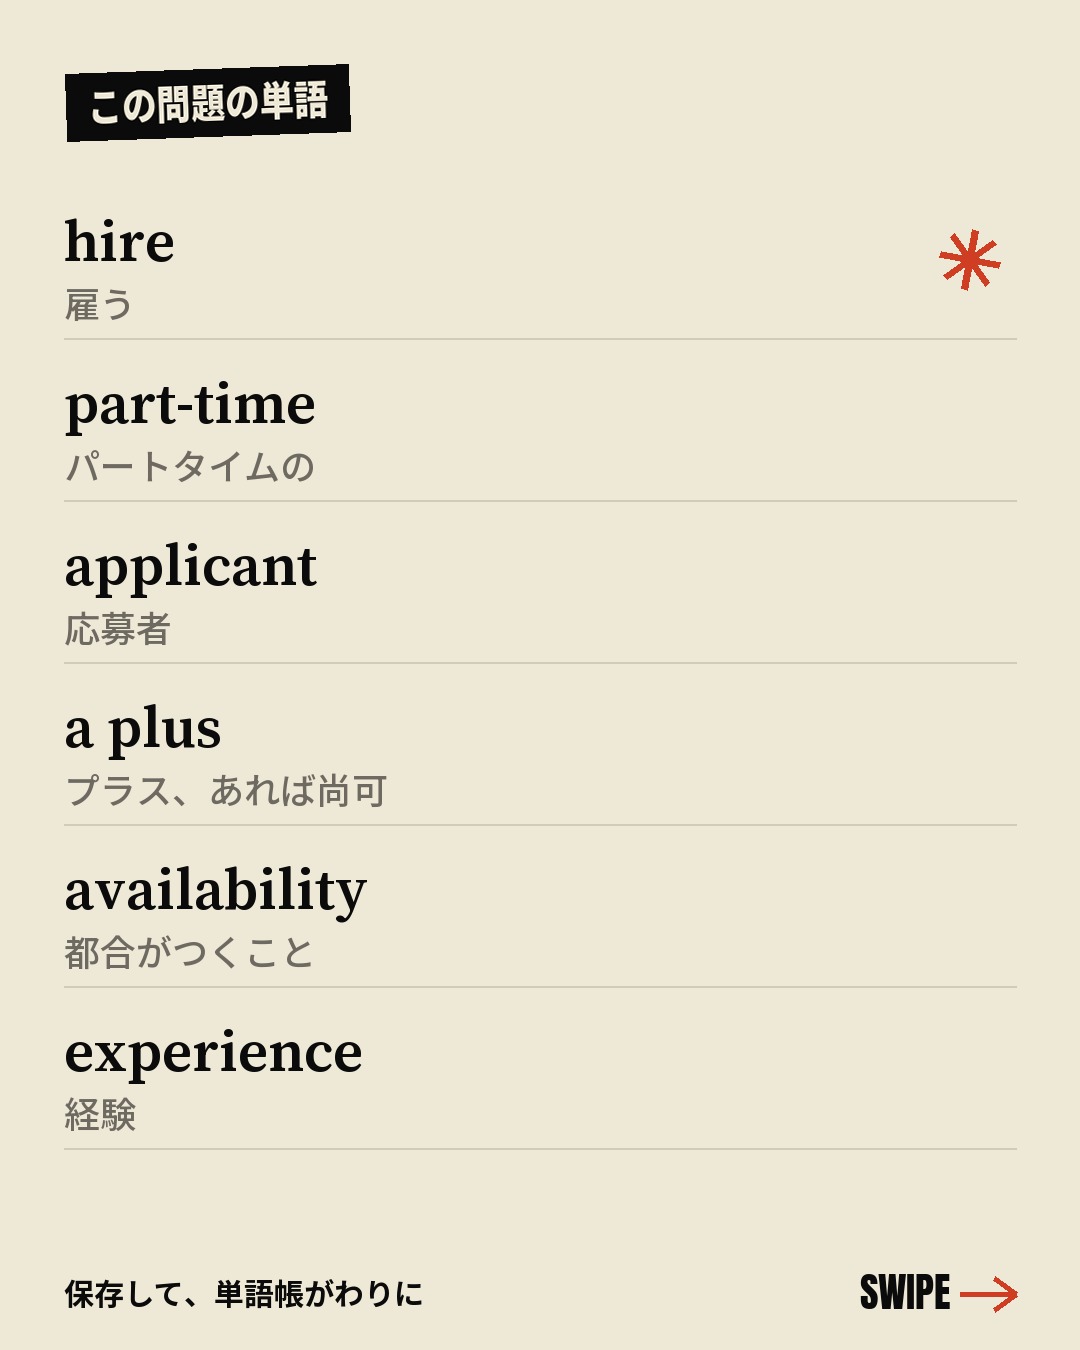 この問題の単語
hire
雇う
part-time
パートタイムの
applicant
応募者
a plus
プラス、あれば尚可
availability
都合がつくこと
experience
経験
保存して、単語帳がわりに
SWIPE